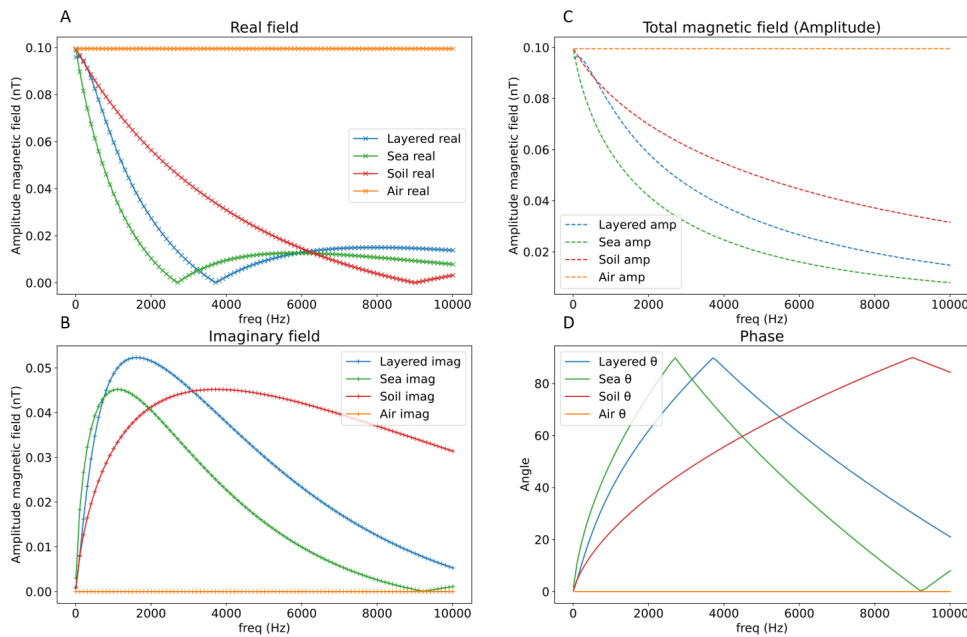 A
Real field
Amplitude magnetic field (nT)
0.10
0.08
0.06
0.04
0.02
0.00
Layered real
Sea real
Soil real
Air real
0
2000
4000
6000
8000
10000
freq (Hz)
C
Total magnetic field (Amplitude)
Amplitude magnetic field (nT)
0.10
0.08
0.06
0.04
0.02
Layered amp
Sea amp
Soil amp
Air amp
0
2000
4000
6000
8000
10000
freq (Hz)
B
Imaginary field
Amplitude magnetic field (nT)
0.05
0.04
0.03
0.02
0.01
0.00
Layered imag
Sea imag
Soil imag
Air imag
0
2000
4000
6000
8000
10000
freq (Hz)
D
Phase
Angle
80
60
40
20
0
Layered θ
Sea θ
Soil θ
Air θ
0
2000
4000
6000
8000
10000
freq (Hz)